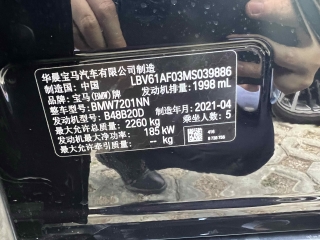 华晨宝马汽车有限公司制造
制造国：中国 LBV61AF03MS039886
品牌：宝马(BMW)牌 发动机排量：1998 mL
整车型号：BMW7201NN
发动机型号：B48B20D 制造年月：2021-04
最大允许总质量：2260 kg 乘坐人数：5
发动机最大净功率：185 kW
最大允许牵引质量：--- kg